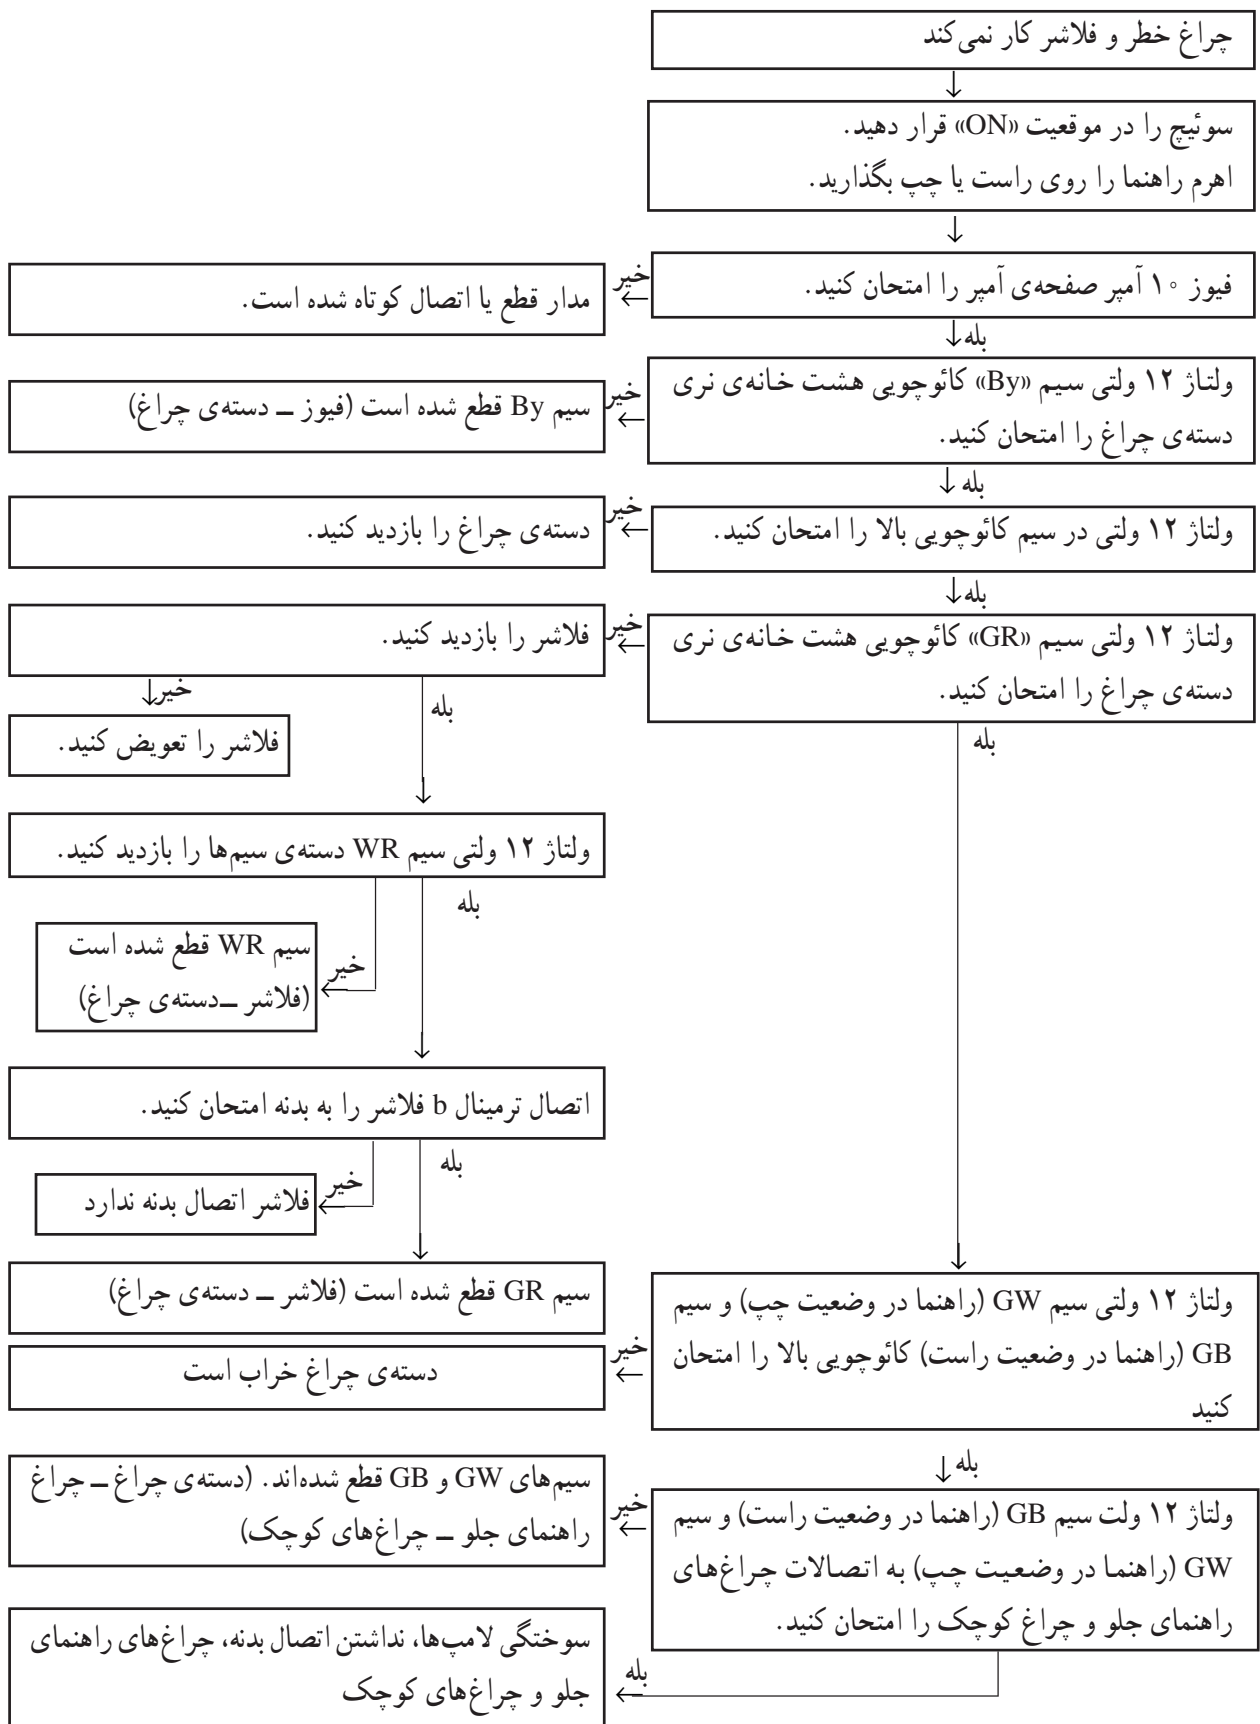 چراغ خطر و فلاشر کار نمی‌کند
سوئیچ را در موقعیت «ON» قرار دهید.
اهرم راهنما را روی راست یا چپ بگذارید.
فیوز ۱۰ آمپر صفحه‌ی آمپر را امتحان کنید.
خیر
مدار قطع یا اتصال کوتاه شده است.
بله
ولتاژ ۱۲ ولتی سیم «By» کائوچویی هشت خانه‌ی نری
دسته‌ی چراغ را امتحان کنید.
خیر
سیم By قطع شده است (فیوز ــ دسته‌ی چراغ)
بله
ولتاژ ۱۲ ولتی در سیم کائوچویی بالا را امتحان کنید.
خیر
دسته‌ی چراغ را بازدید کنید.
بله
ولتاژ ۱۲ ولتی سیم «GR» کائوچویی هشت خانه‌ی نری
دسته‌ی چراغ را امتحان کنید.
خیر
فلاشر را بازدید کنید.
خیر
فلاشر را تعویض کنید.
بله
ولتاژ ۱۲ ولتی سیم WR دسته‌ی سیم‌ها را بازدید کنید.
خیر
سیم WR قطع شده است
(فلاشر ــ دسته‌ی چراغ)
بله
اتصال ترمینال b فلاشر را به بدنه امتحان کنید.
خیر
فلاشر اتصال بدنه ندارد
بله
سیم GR قطع شده است (فلاشر ــ دسته‌ی چراغ)
بله
ولتاژ ۱۲ ولتی سیم GW (راهنما در وضعیت چپ) و سیم
GB (راهنما در وضعیت راست) کائوچویی بالا را امتحان
کنید
خیر
دسته‌ی چراغ خراب است
بله
ولتاژ ۱۲ ولت سیم GB (راهنما در وضعیت راست) و سیم
GW (راهنما در وضعیت چپ) به اتصالات چراغ‌های
راهنمای جلو و چراغ کوچک را امتحان کنید.
خیر
سیم‌های GW و GB قطع شده‌اند. (دسته‌ی چراغ ــ چراغ
راهنمای جلو ــ چراغ‌های کوچک)
بله
سوختگی لامپ‌ها، نداشتن اتصال بدنه، چراغ‌های راهنمای
جلو و چراغ‌های کوچک